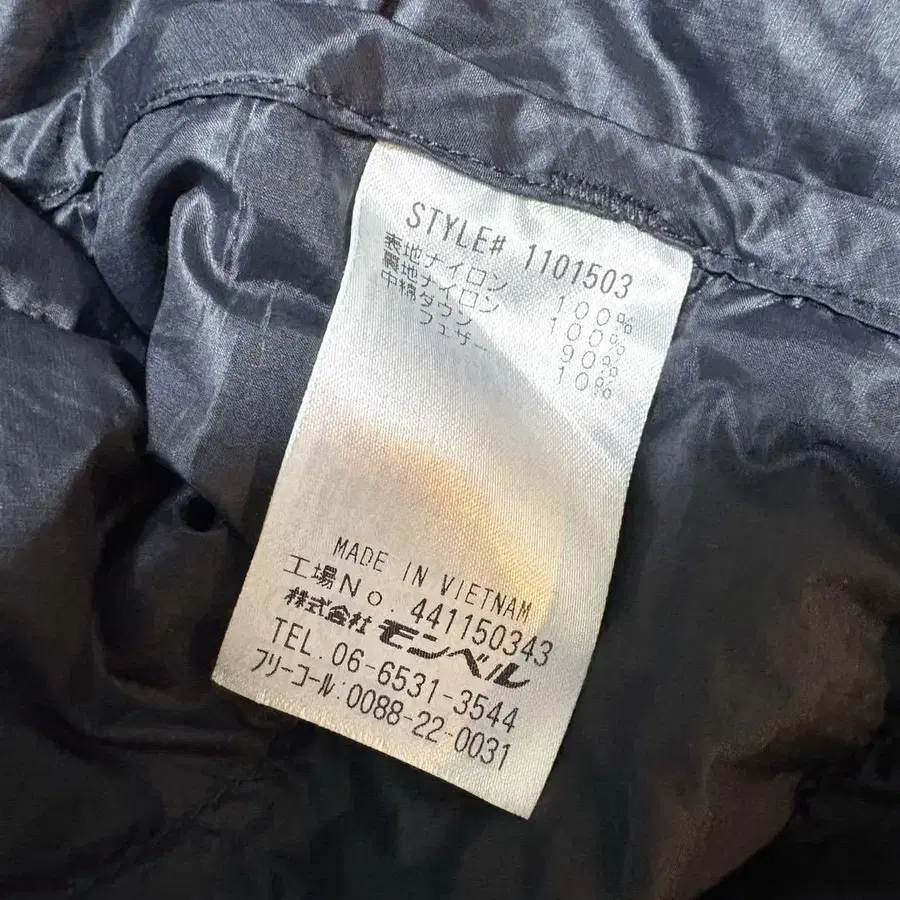 STYLE# 1101503
表地ナイロン 100%
裏地ナイロン 100%
中綿ダウン 90%
フェザー 10%
MADE IN VIETNAM
工場No. 441150343
株式会社モンベル
TEL. 06-6531-3544
フリーコール:0088-22-0031